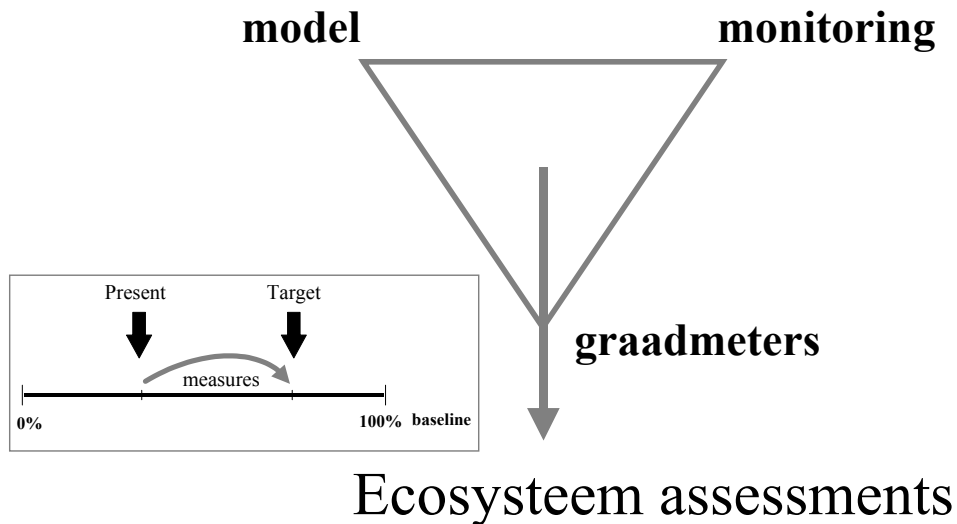 model monitoring
Present Target
graadmeters
measures
0% 100% baseline
Ecosysteem assessments